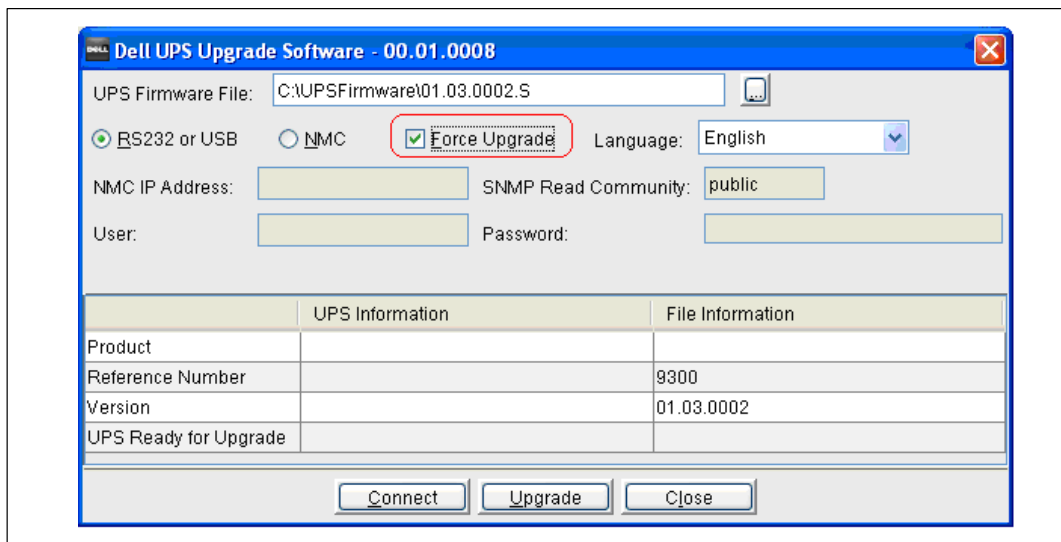 DELL Dell UPS Upgrade Software - 00.01.0008
UPS Firmware File: C:\UPSFirmware\01.03.0002.S ...
RS232 or USB NMC Force Upgrade Language: English
NMC IP Address: SNMP Read Community: public
User: Password:
UPS Information File Information
Product
Reference Number 9300
Version 01.03.0002
UPS Ready for Upgrade
Connect Upgrade Close